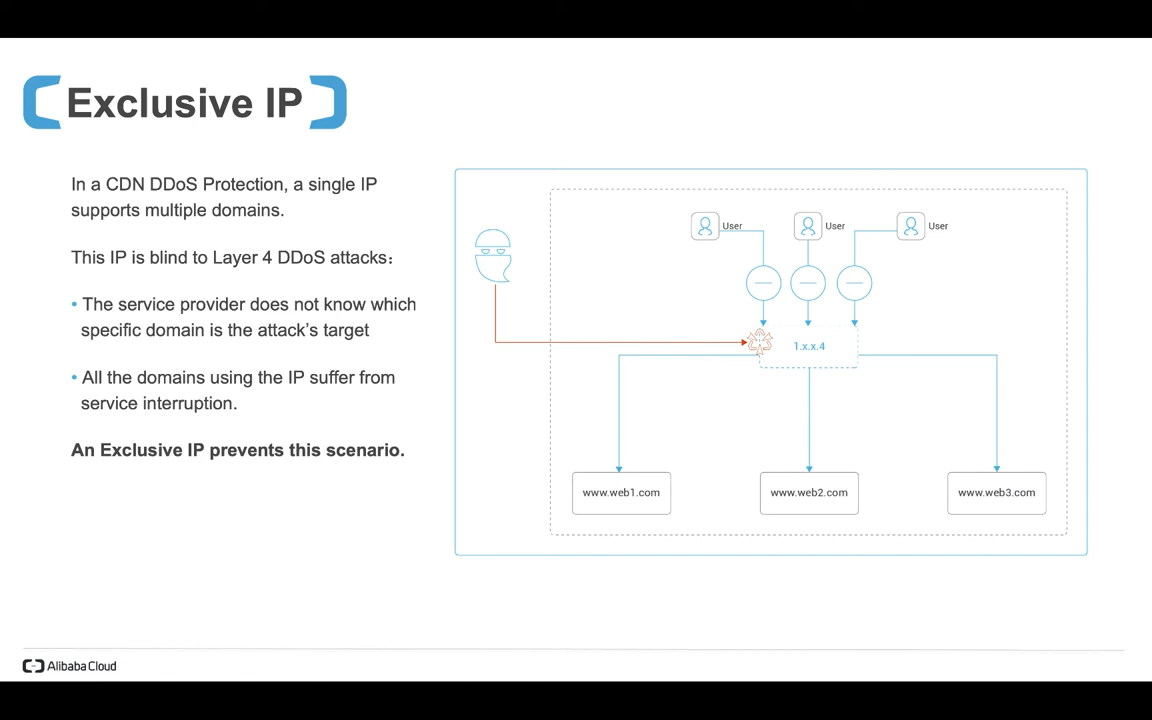 Exclusive IP
In a CDN DDoS Protection, a single IP
supports multiple domains.
This IP is blind to Layer 4 DDoS attacks:
• The service provider does not know which
specific domain is the attack's target
• All the domains using the IP suffer from
service interruption.
An Exclusive IP prevents this scenario.
User
User
User
1.x.x.4
www.web1.com
www.web2.com
www.web3.com
Alibaba Cloud